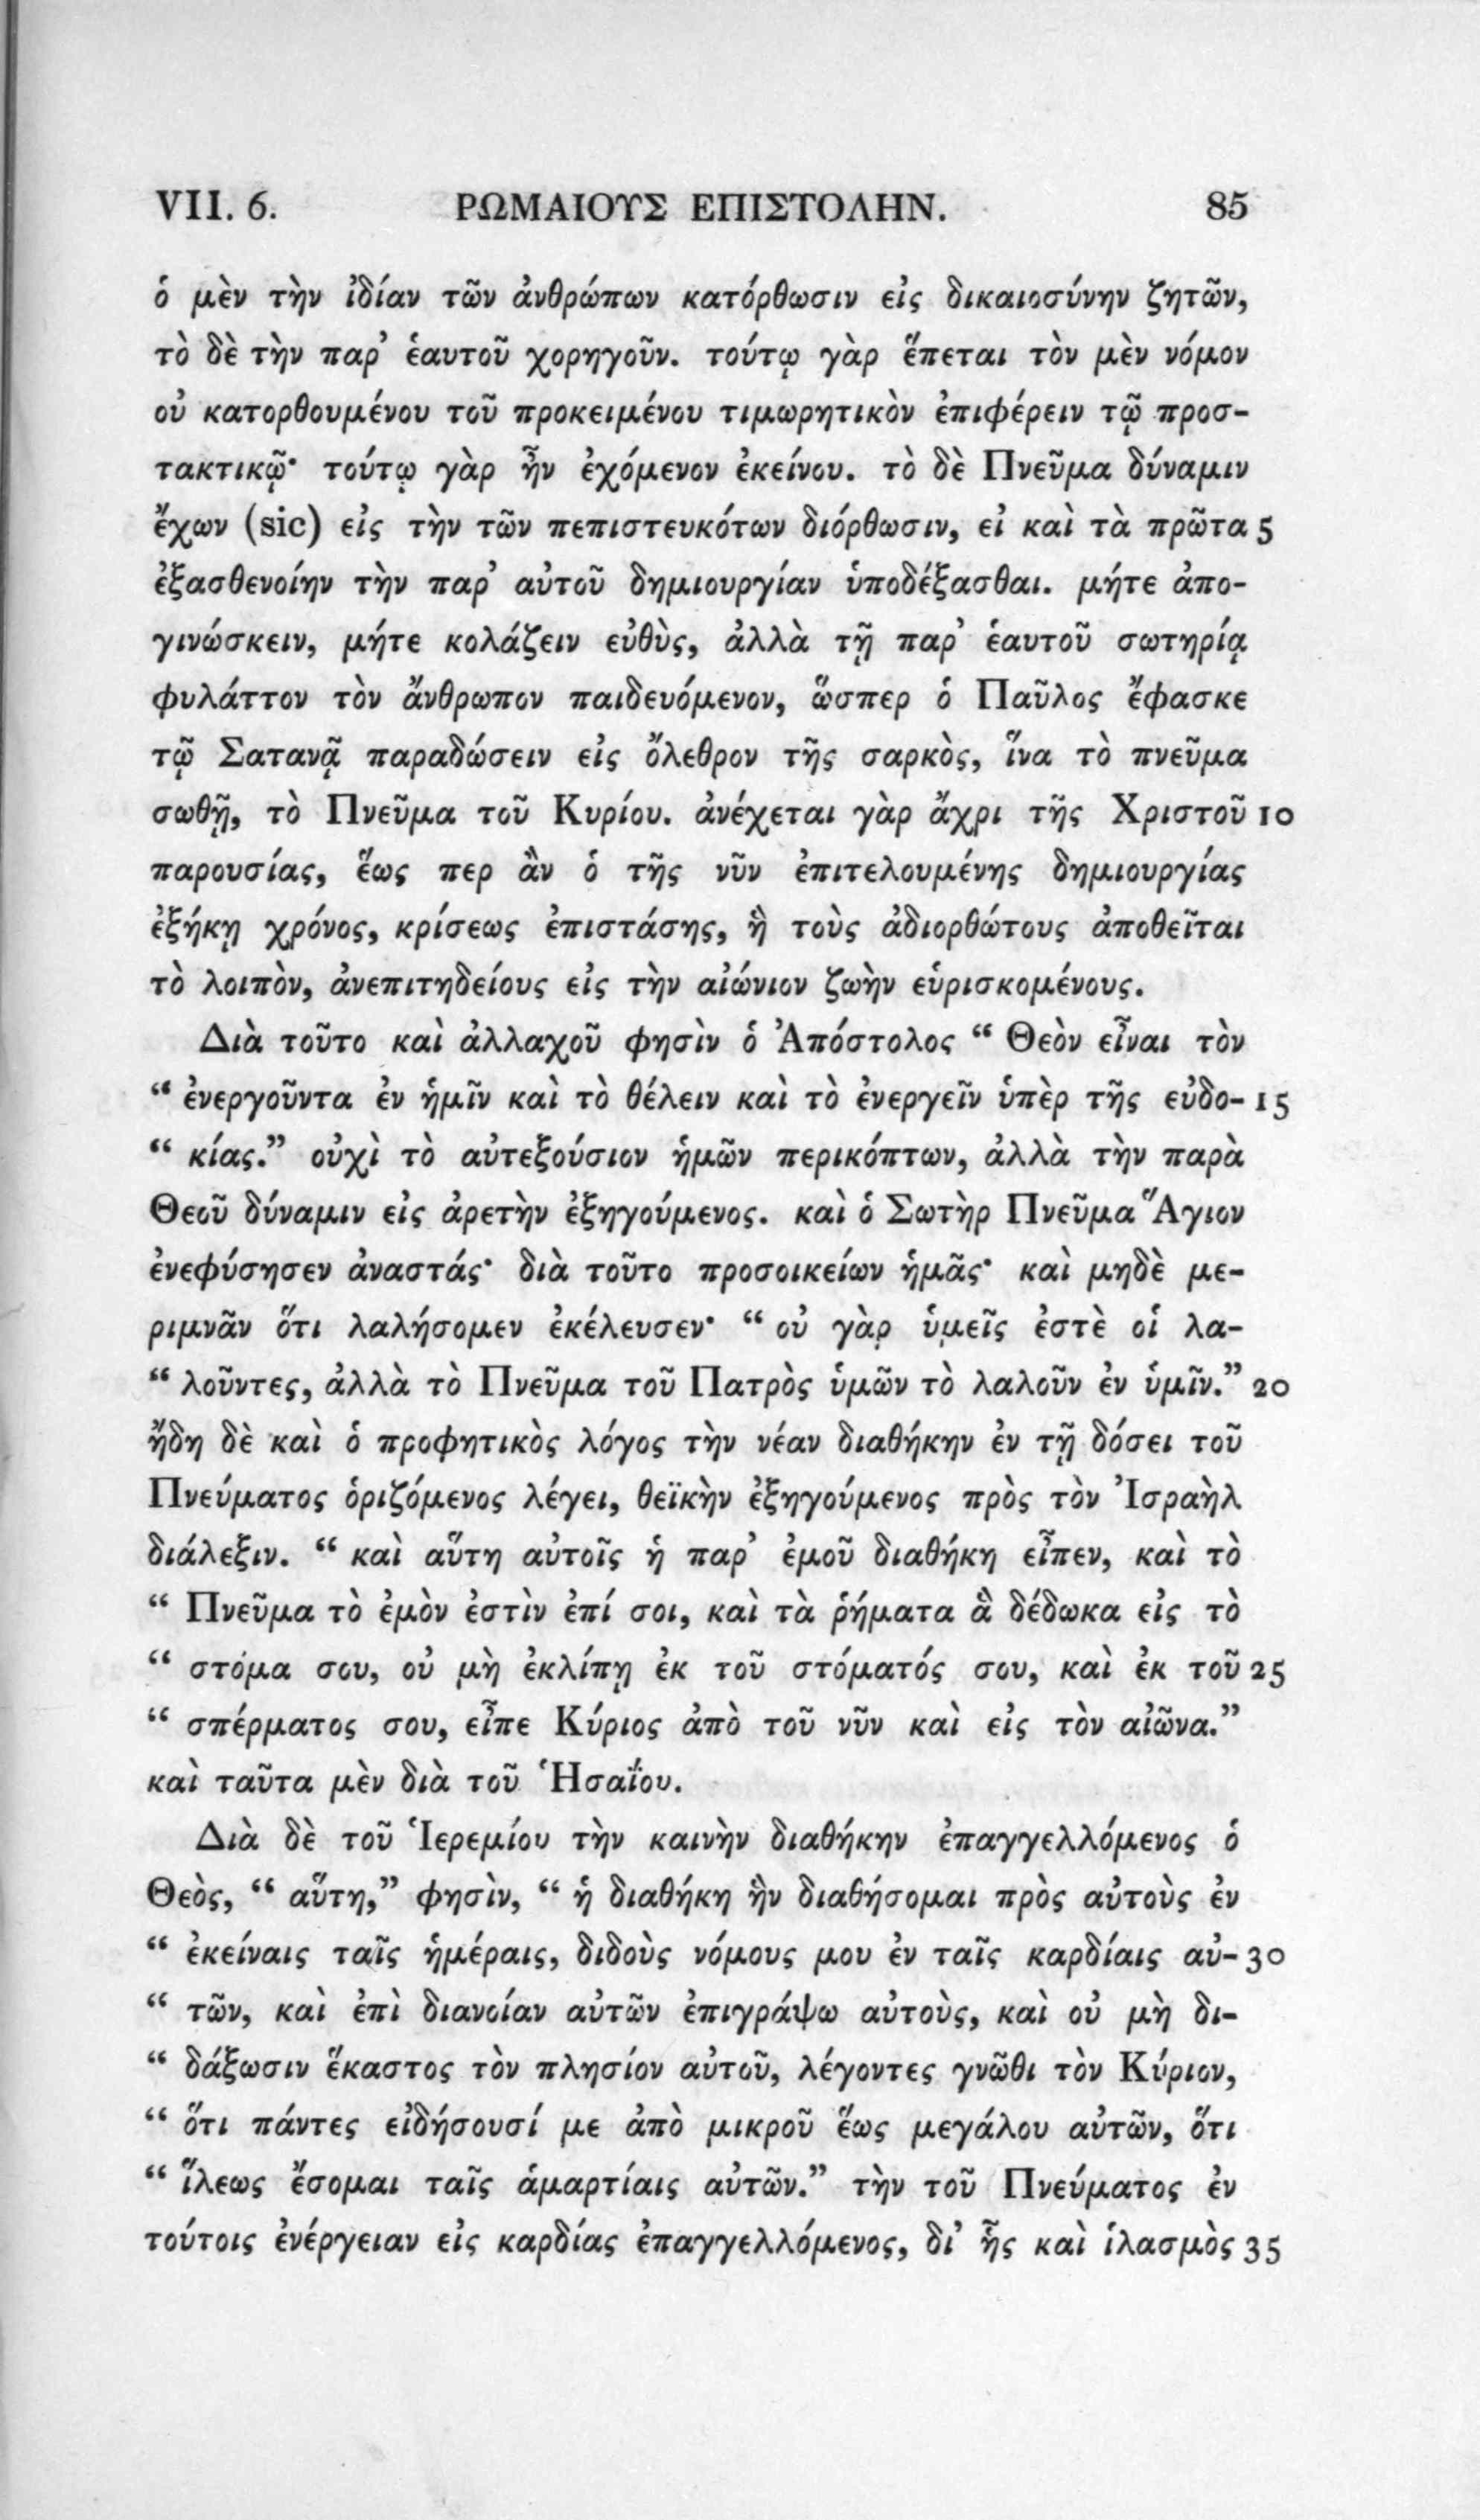 VII. 6. ΡΩΜΑΙΟΥΣ ΕΠΙΣΤΟΛΗΝ. 85
ὁ μὲν τὴν ἰδίαν τῶν ἀνθρώπων κατόρθωσιν εἰς δικαιοσύνην ζητῶν,
τὸ δὲ τὴν παρ’ ἑαυτοῦ χορηγοῦν. τούτῳ γὰρ ἕπεται τὸν μὲν νόμον
οὐ κατορθουμένου τοῦ προκειμένου τιμωρητικὸν ἐπιφέρειν τῷ προσ-
τακτικῷ· τούτῳ γὰρ ἦν ἐχόμενον ἐκείνου. τὸ δὲ Πνεῦμα δύναμιν
ἔχων (sic) εἰς τὴν τῶν πεπιστευκότων διόρθωσιν, εἰ καὶ τὰ πρῶτα 5
ἐξασθενοίην τὴν παρ’ αὐτοῦ δημιουργίαν ὑποδέξασθαι. μήτε ἀπο-
γινώσκειν, μήτε κολάζειν εὐθὺς, ἀλλὰ τῇ παρ’ ἑαυτοῦ σωτηρίᾳ
φυλάττον τὸν ἄνθρωπον παιδευόμενον, ὥσπερ ὁ Παῦλος ἔφασκε
τῷ Σατανᾷ παραδώσειν εἰς ὄλεθρον τῆς σαρκὸς, ἵνα τὸ πνεῦμα
σωθῇ, τὸ Πνεῦμα τοῦ Κυρίου. ἀνέχεται γὰρ ἄχρι τῆς Χριστοῦ 10
παρουσίας, ἕως περ ἂν ὁ τῆς νῦν ἐπιτελουμένης δημιουργίας
ἐξήκῃ χρόνος, κρίσεως ἐπιστάσης, ἣ τοὺς ἀδιορθώτους ἀποθεῖται
τὸ λοιπὸν, ἀνεπιτηδείους εἰς τὴν αἰώνιον ζωὴν εὑρισκομένους.
Διὰ τοῦτο καὶ ἀλλαχοῦ φησὶν ὁ Ἀπόστολος “ Θεὸν εἶναι τὸν
“ ἐνεργοῦντα ἐν ἡμῖν καὶ τὸ θέλειν καὶ τὸ ἐνεργεῖν ὑπὲρ τῆς εὐδο- 15
“ κίας.” οὐχὶ τὸ αὐτεξούσιον ἡμῶν περικόπτων, ἀλλὰ τὴν παρὰ
Θεοῦ δύναμιν εἰς ἀρετὴν ἐξηγούμενος. καὶ ὁ Σωτὴρ Πνεῦμα Ἅγιον
ἐνεφύσησεν ἀναστάς· διὰ τοῦτο προσοικείων ἡμᾶς· καὶ μηδὲ με-
ριμνᾶν ὅτι λαλήσομεν ἐκέλευσεν· “ οὐ γὰρ ὑμεῖς ἐστὲ οἱ λα-
“ λοῦντες, ἀλλὰ τὸ Πνεῦμα τοῦ Πατρὸς ὑμῶν τὸ λαλοῦν ἐν ὑμῖν.” 20
ἤδη δὲ καὶ ὁ προφητικὸς λόγος τὴν νέαν διαθήκην ἐν τῇ δόσει τοῦ
Πνεύματος ὁριζόμενος λέγει, θεϊκὴν ἐξηγούμενος πρὸς τὸν Ἰσραὴλ
διάλεξιν. “ καὶ αὕτη αὐτοῖς ἡ παρ’ ἐμοῦ διαθήκη εἶπεν, καὶ τὸ
“ Πνεῦμα τὸ ἐμὸν ἐστὶν ἐπί σοι, καὶ τὰ ῥήματα ἃ δέδωκα εἰς τὸ
“ στόμα σου, οὐ μὴ ἐκλίπῃ ἐκ τοῦ στόματός σου, καὶ ἐκ τοῦ 25
“ σπέρματος σου, εἶπε Κύριος ἀπὸ τοῦ νῦν καὶ εἰς τὸν αἰῶνα.”
καὶ ταῦτα μὲν διὰ τοῦ Ἡσαΐου.
Διὰ δὲ τοῦ Ἱερεμίου τὴν καινὴν διαθήκην ἐπαγγελλόμενος ὁ
Θεὸς, “ αὕτη,” φησὶν, “ ἡ διαθήκη ἣν διαθήσομαι πρὸς αὐτοὺς ἐν
“ ἐκείναις ταῖς ἡμέραις, διδοὺς νόμους μου ἐν ταῖς καρδίαις αὐ- 30
“ τῶν, καὶ ἐπὶ διανοίαν αὐτῶν ἐπιγράψω αὐτοὺς, καὶ οὐ μὴ δι-
“ δάξωσιν ἕκαστος τὸν πλησίον αὐτοῦ, λέγοντες γνῶθι τὸν Κύριον,
“ ὅτι πάντες εἰδήσουσί με ἀπὸ μικροῦ ἕως μεγάλου αὐτῶν, ὅτι
“ ἵλεως ἔσομαι ταῖς ἁμαρτίαις αὐτῶν.” τὴν τοῦ Πνεύματος ἐν
τούτοις ἐνέργειαν εἰς καρδίας ἐπαγγελλόμενος, δι’ ἧς καὶ ἱλασμὸς 35